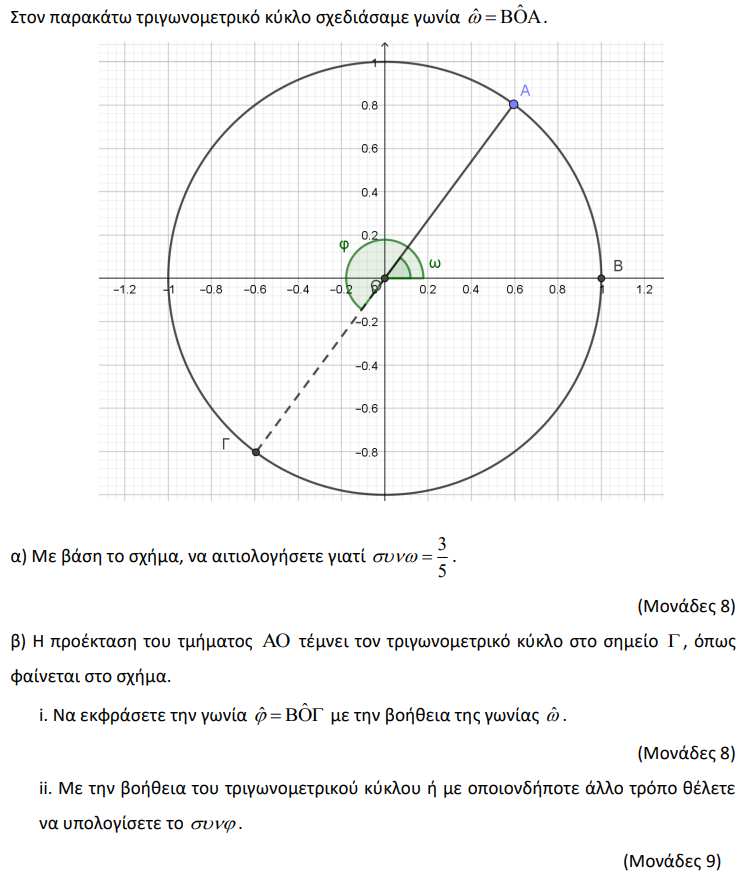 Στον παρακάτω τριγωνομετρικό κύκλο σχεδιάσαμε γωνία ω̂ = ΒÔΑ.
1
A
0.8
0.6
0.4
0.2
φ
ω
B
−1.2 −1 −0.8 −0.6 −0.4 −0.2 0 0.2 0.4 0.6 0.8 1 1.2
O
−0.2
−0.4
−0.6
Γ
−0.8
α) Με βάση το σχήμα, να αιτιολογήσετε γιατί συνω = 3/5 .
(Μονάδες 8)
β) Η προέκταση του τμήματος ΑΟ τέμνει τον τριγωνομετρικό κύκλο στο σημείο Γ, όπως
φαίνεται στο σχήμα.
i. Να εκφράσετε την γωνία φ̂ = ΒÔΓ με την βοήθεια της γωνίας ω̂ .
(Μονάδες 8)
ii. Με την βοήθεια του τριγωνομετρικού κύκλου ή με οποιονδήποτε άλλο τρόπο θέλετε
να υπολογίσετε το συνφ .
(Μονάδες 9)